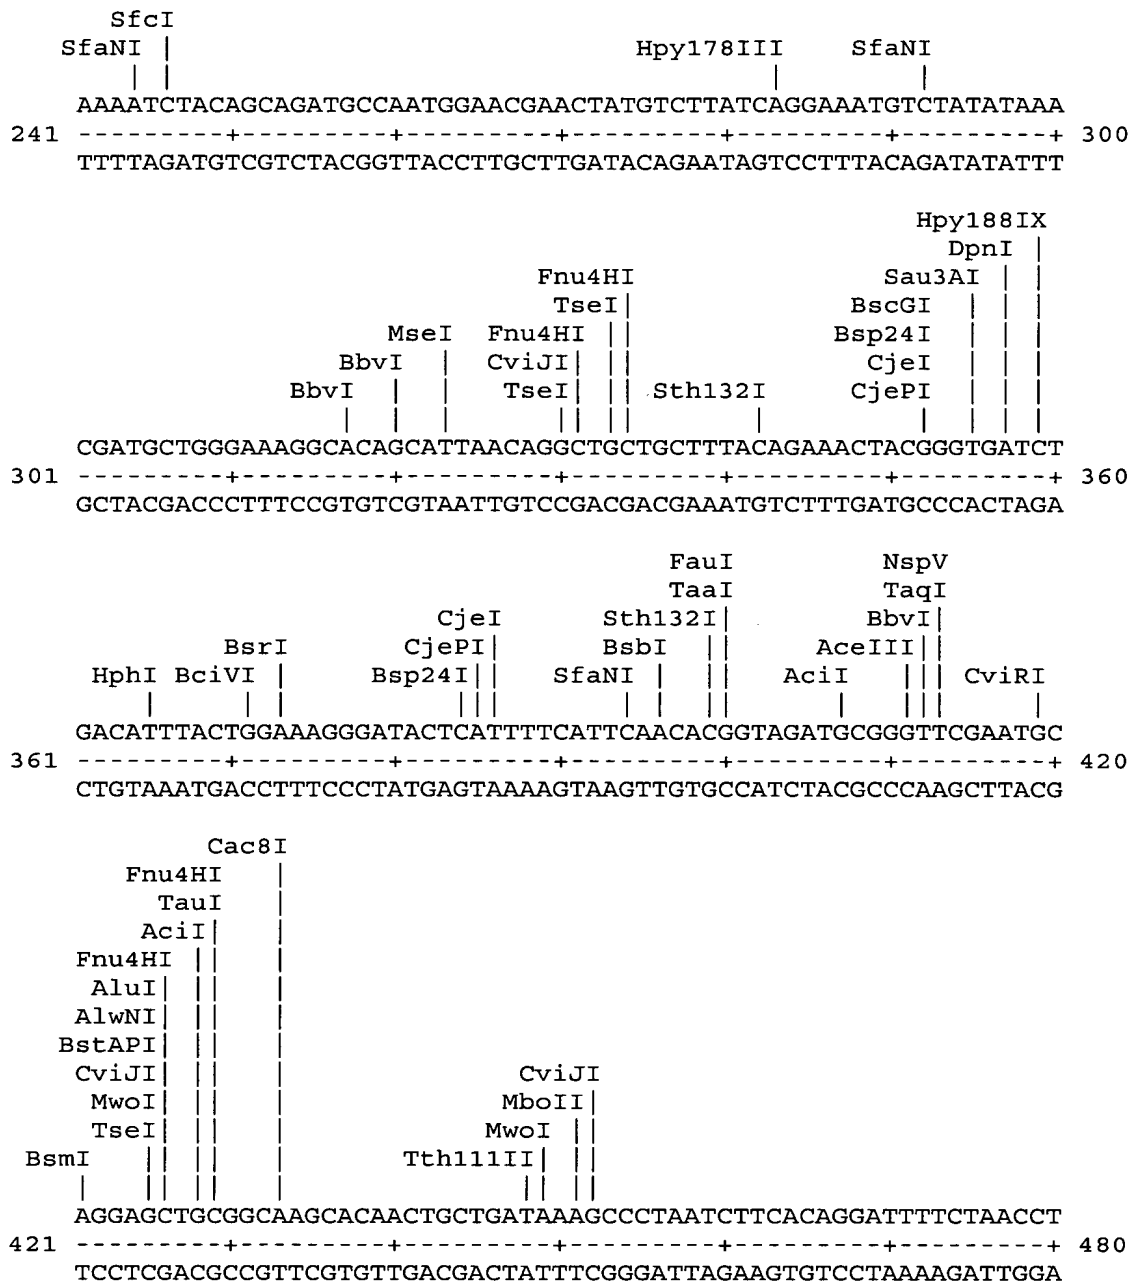 SfcI
SfaNI | Hpy178III SfaNI
| | | |
AAAATCTACAGCAGATGCCAATGGAACGAACTATGTCTTATCAGGAAATGTCTATATAAA
241 ---------+---------+---------+---------+---------+---------+ 300
TTTTAGATGTCGTCTACGGTTACCTTGCTTGATACAGAATAGTCCTTTACAGATATATTT
Hpy188IX
DpnI |
Fnu4HI Sau3AI | |
TseI| BscGI | | |
MseI Fnu4HI || Bsp24I | | |
BbvI | CviJI| || CjeI | | |
BbvI | | TseI| || Sth132I CjePI | | |
| | | || || | | | | |
CGATGCTGGGAAAGGCACAGCATTAACAGGCTGCTGCTTTACAGAAACTACGGGTGATCT
301 ---------+---------+---------+---------+---------+---------+ 360
GCTACGACCCTTTCCGTGTCGTAATTGTCCGACGACGAAATGTCTTTGATGCCCACTAGA
FauI NspV
TaaI TaqI
CjeI Sth132I| BbvI|
BsrI CjePI| BsbI || AceIII||
HphI BciVI | Bsp24I|| SfaNI | || AciI ||| CviRI
| | | ||| | | || | ||| |
GACATTTACTGGAAAGGGATACTCATTTTCATTCAACACGGTAGATGCGGGTTCGAATGC
361 ---------+---------+---------+---------+---------+---------+ 420
CTGTAAATGACCTTTCCCTATGAGTAAAAGTAAGTTGTGCCATCTACGCCCAAGCTTACG
Cac8I
Fnu4HI |
TauI |
AciI| |
Fnu4HI || |
AluI| || |
AlwNI| || |
BstAPI| || |
CviJI| || | CviJI
MwoI| || | MboII|
TseI| || | MwoI ||
BsmI || || | Tth111II| ||
| || || | || ||
AGGAGCTGCGGCAAGCACAACTGCTGATAAAGCCCTAATCTTCACAGGATTTTCTAACCT
421 ---------+---------+---------+---------+---------+---------+ 480
TCCTCGACGCCGTTCGTGTTGACGACTATTTCGGGATTAGAAGTGTCCTAAAAGATTGGA